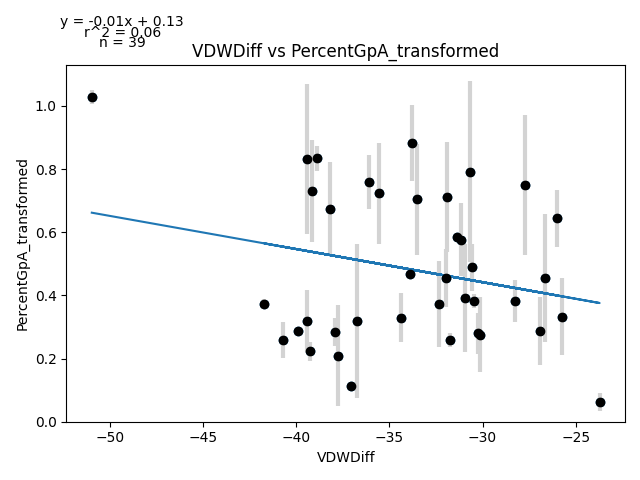 y = -0.01x + 0.13
r^2 = 0.06
n = 39
VDWDiff vs PercentGpA_transformed
PercentGpA_transformed
1.0
0.8
0.6
0.4
0.2
0.0
−50
−45
−40
−35
−30
−25
VDWDiff